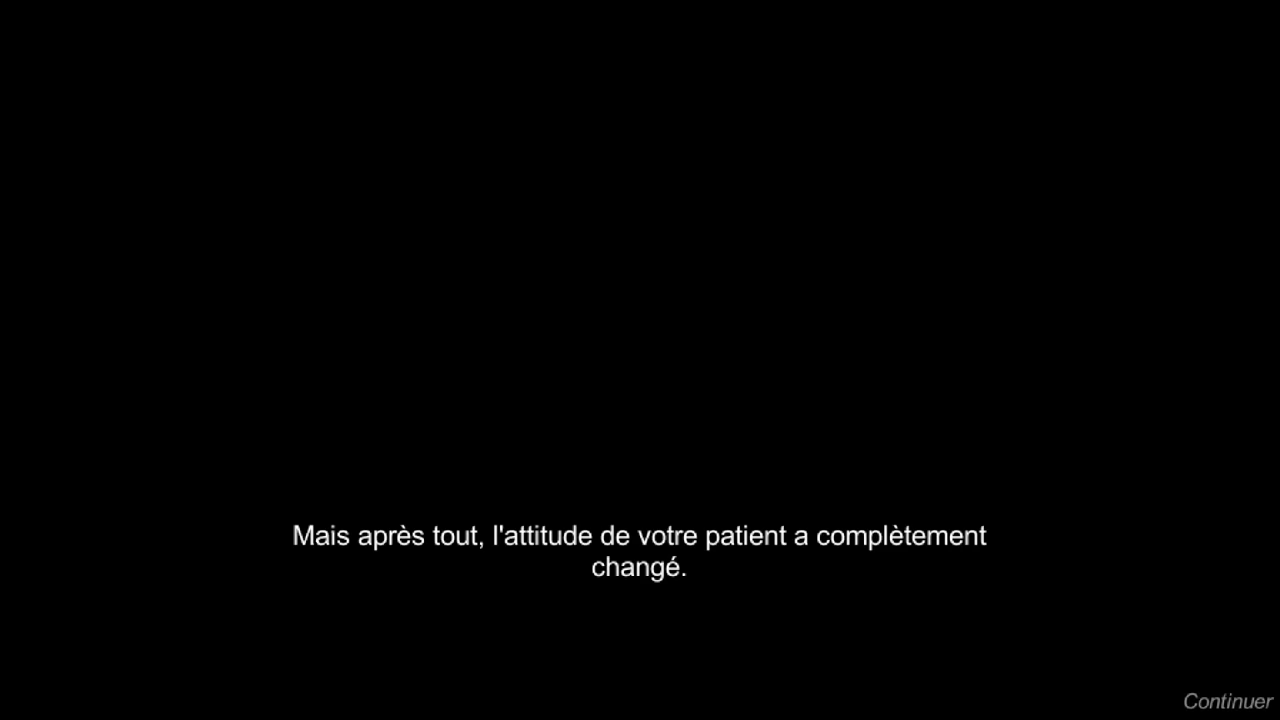 Mais après tout, l'attitude de votre patient a complètement
changé.
Continuer